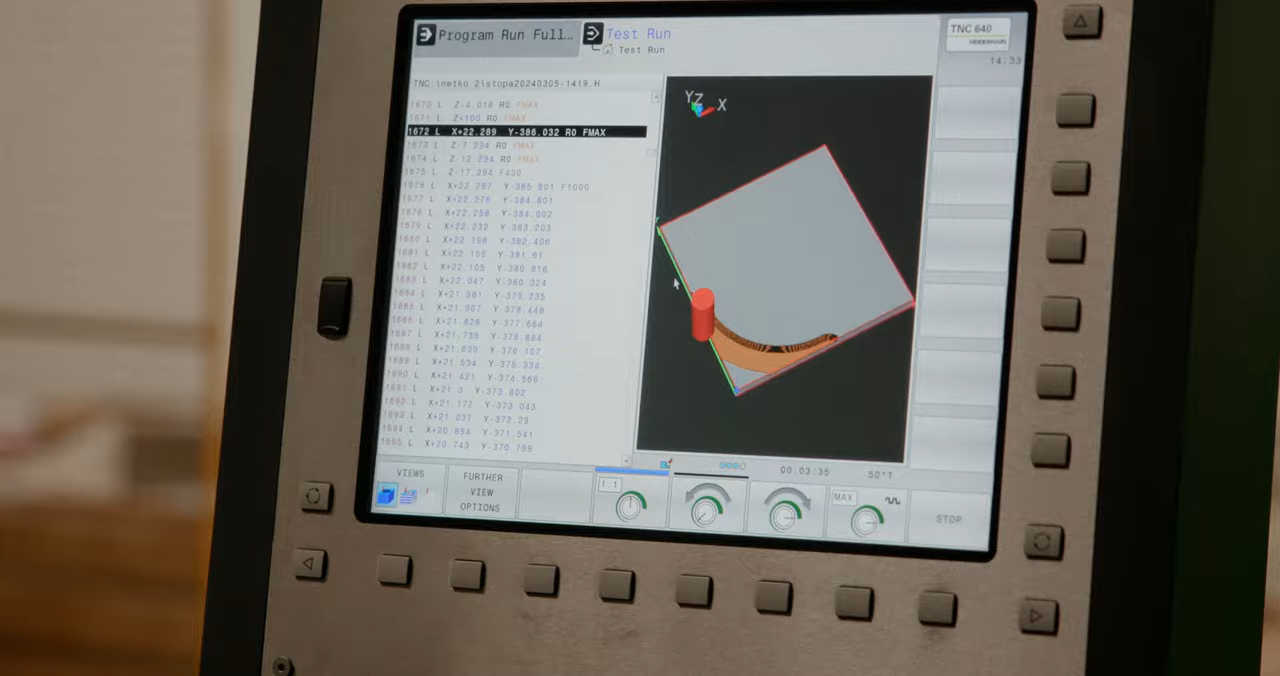 Program Run Full...
Test Run
Test Run
TNC 640
HEIDENHAIN
14:33
TNC:\netko 2\stopa20240305-1419.H
1670 L Z-4.018 R0 FMAX
1671 L Z+100 R0 FMAX
1672 L X+22.289 Y-386.032 R0 FMAX
1673 L Z-7.294 R0 FMAX
1674 L Z-12.294 R0 FMAX
1675 L Z-17.294 F430
1676 L X+22.287 Y-385.601 F1000
1677 L X+22.276 Y-384.801
1678 L X+22.258 Y-384.002
1679 L X+22.232 Y-383.203
1680 L X+22.198 Y-382.406
1681 L X+22.155 Y-381.61
1682 L X+22.105 Y-380.816
1683 L X+22.047 Y-380.024
1684 L X+21.981 Y-379.235
1685 L X+21.907 Y-378.448
1686 L X+21.826 Y-377.664
1687 L X+21.736 Y-376.884
1688 L X+21.639 Y-376.107
1689 L X+21.534 Y-375.334
1690 L X+21.421 Y-374.566
1691 L X+21.3 Y-373.802
1692 L X+21.172 Y-373.043
1693 L X+21.037 Y-372.29
1694 L X+20.894 Y-371.541
1695 L X+20.743 Y-370.799
Y Z X
00:03:35
50*T
VIEWS
FURTHER
VIEW
OPTIONS
1:1
MAX
STOP